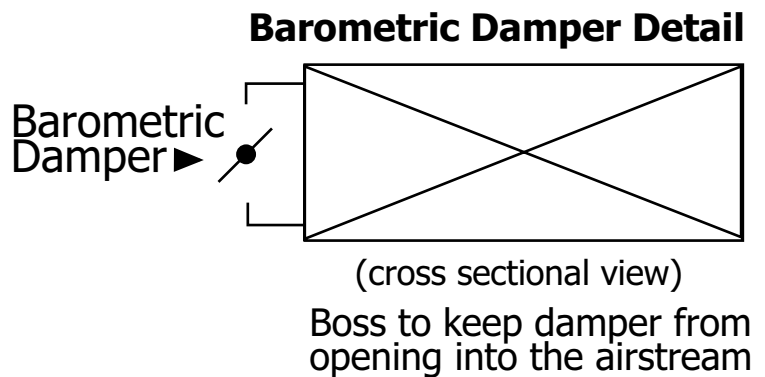 Barometric Damper Detail
Barometric
Damper
(cross sectional view)
Boss to keep damper from
opening into the airstream